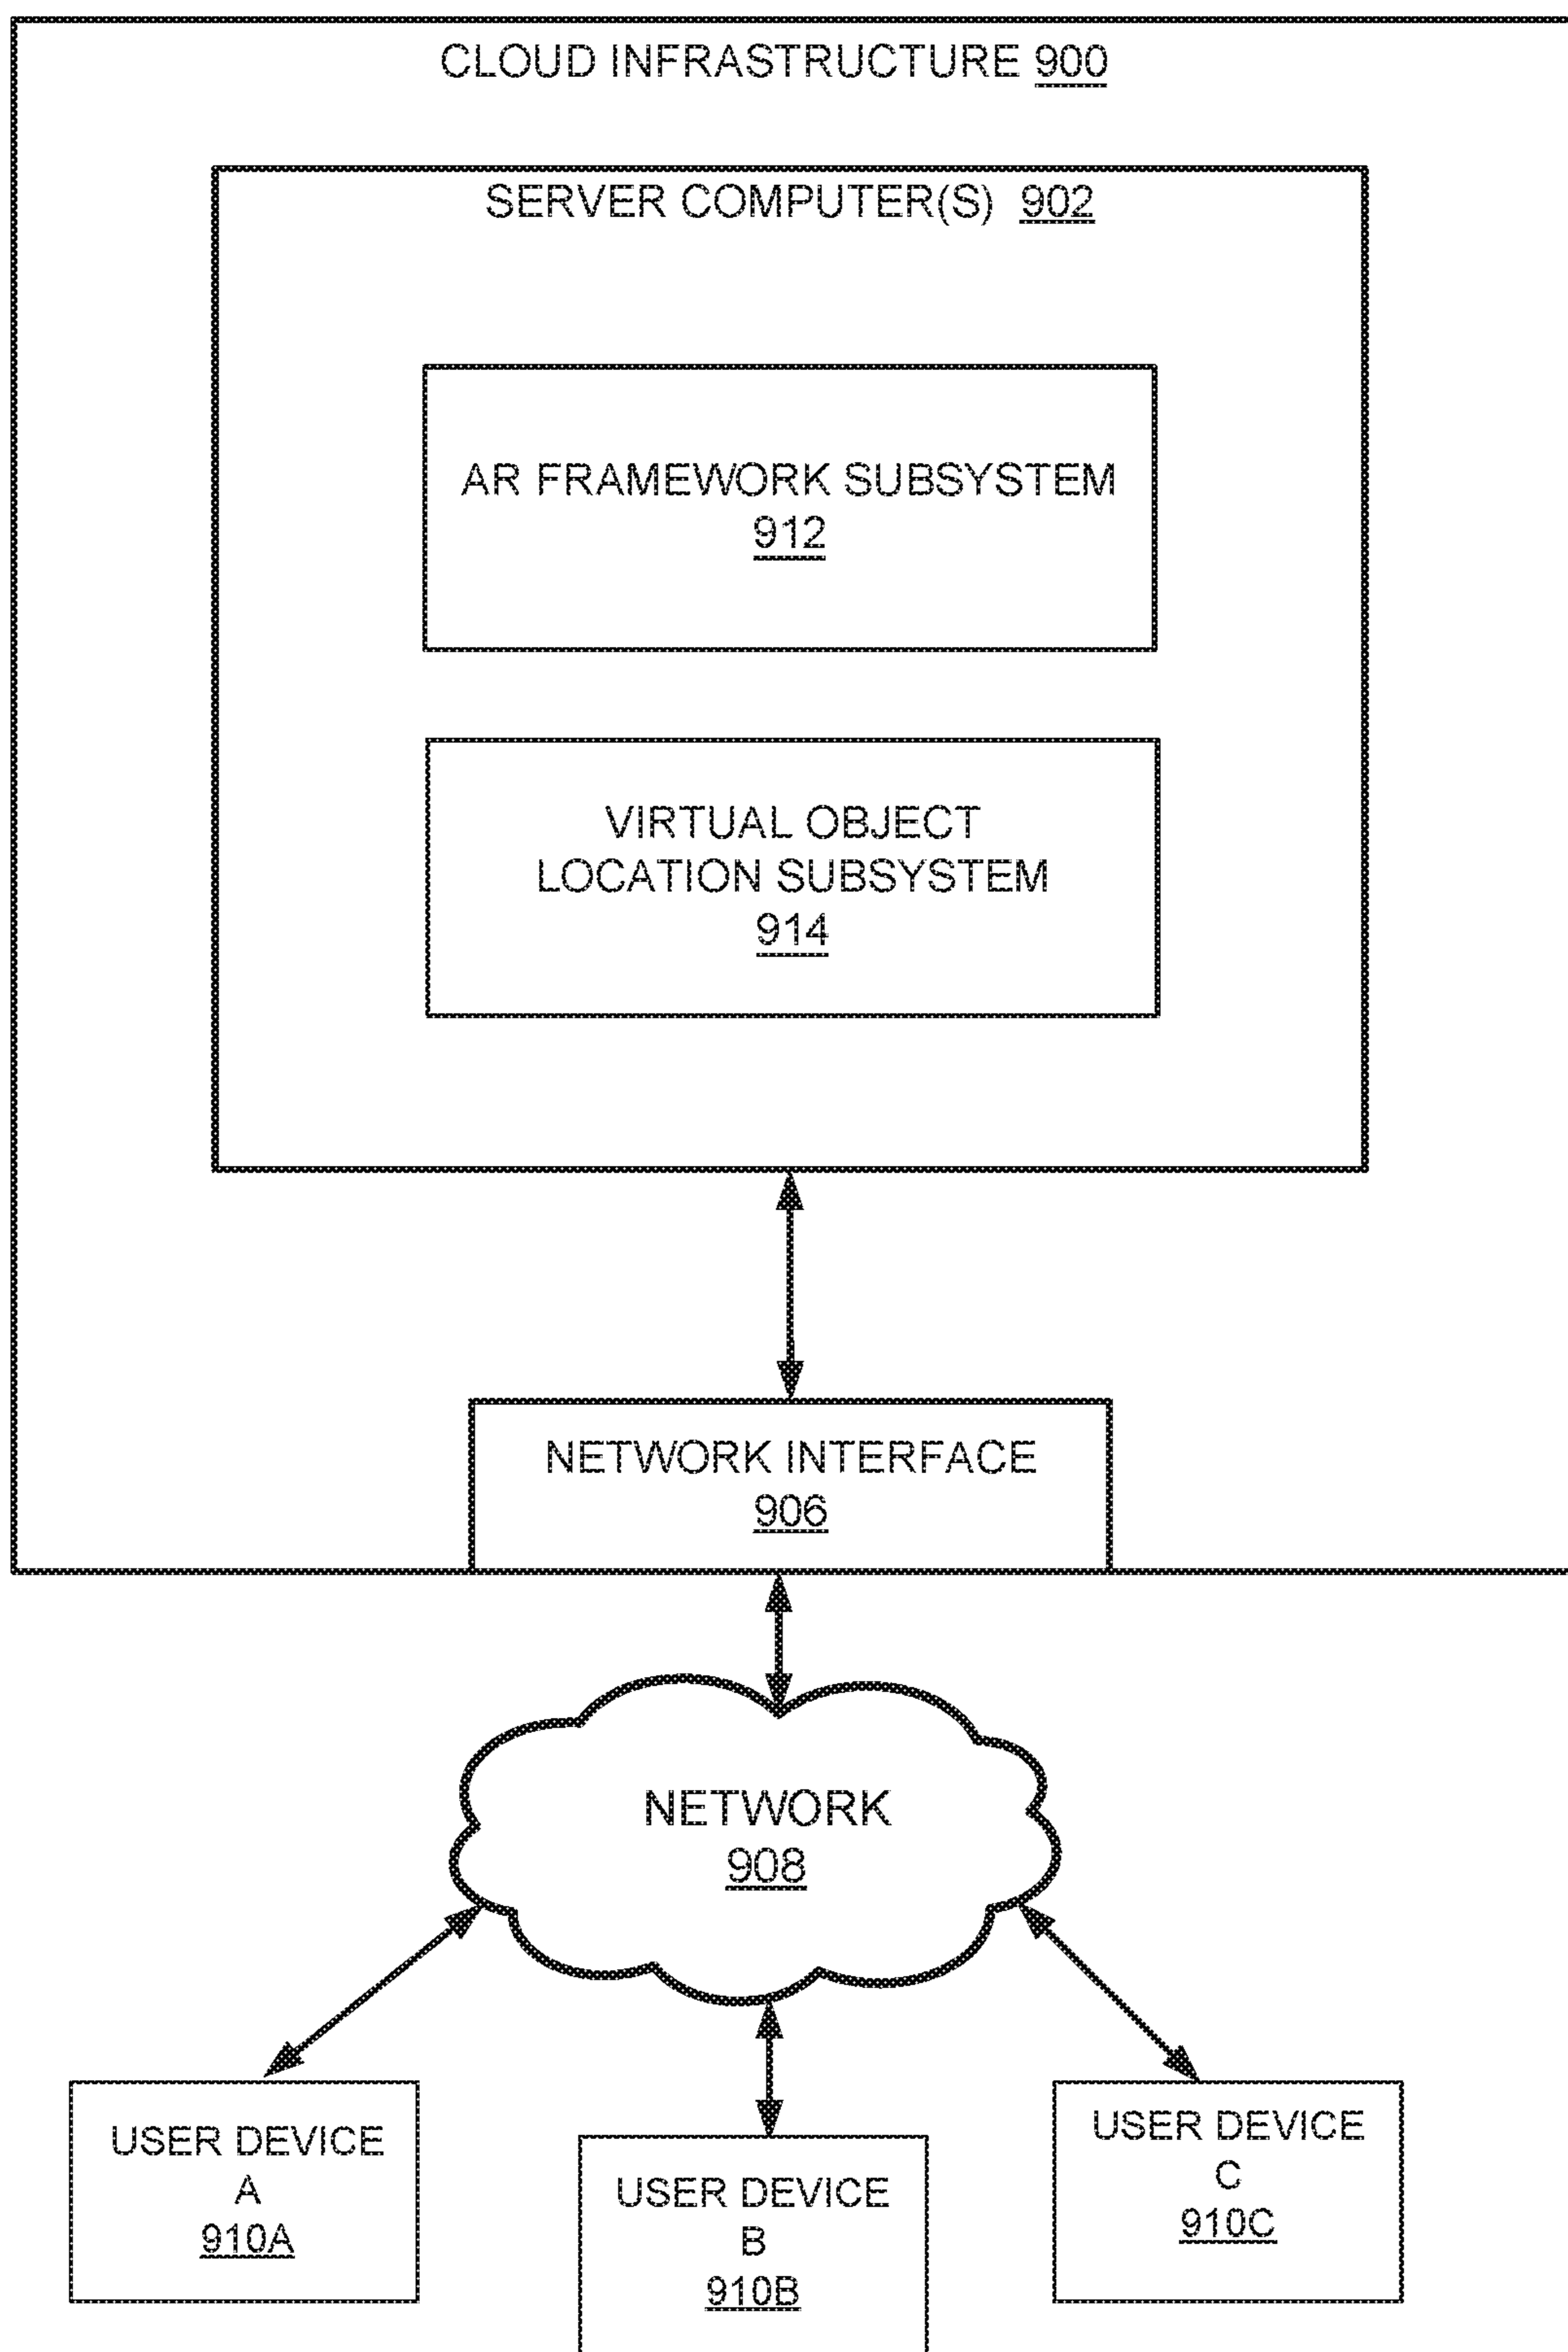 CLOUD INFRASTRUCTURE 900
SERVER COMPUTER(S) 902
AR FRAMEWORK SUBSYSTEM
912
VIRTUAL OBJECT
LOCATION SUBSYSTEM
914
NETWORK INTERFACE
906
NETWORK
908
USER DEVICE
A
910A
USER DEVICE
B
910B
USER DEVICE
C
910C